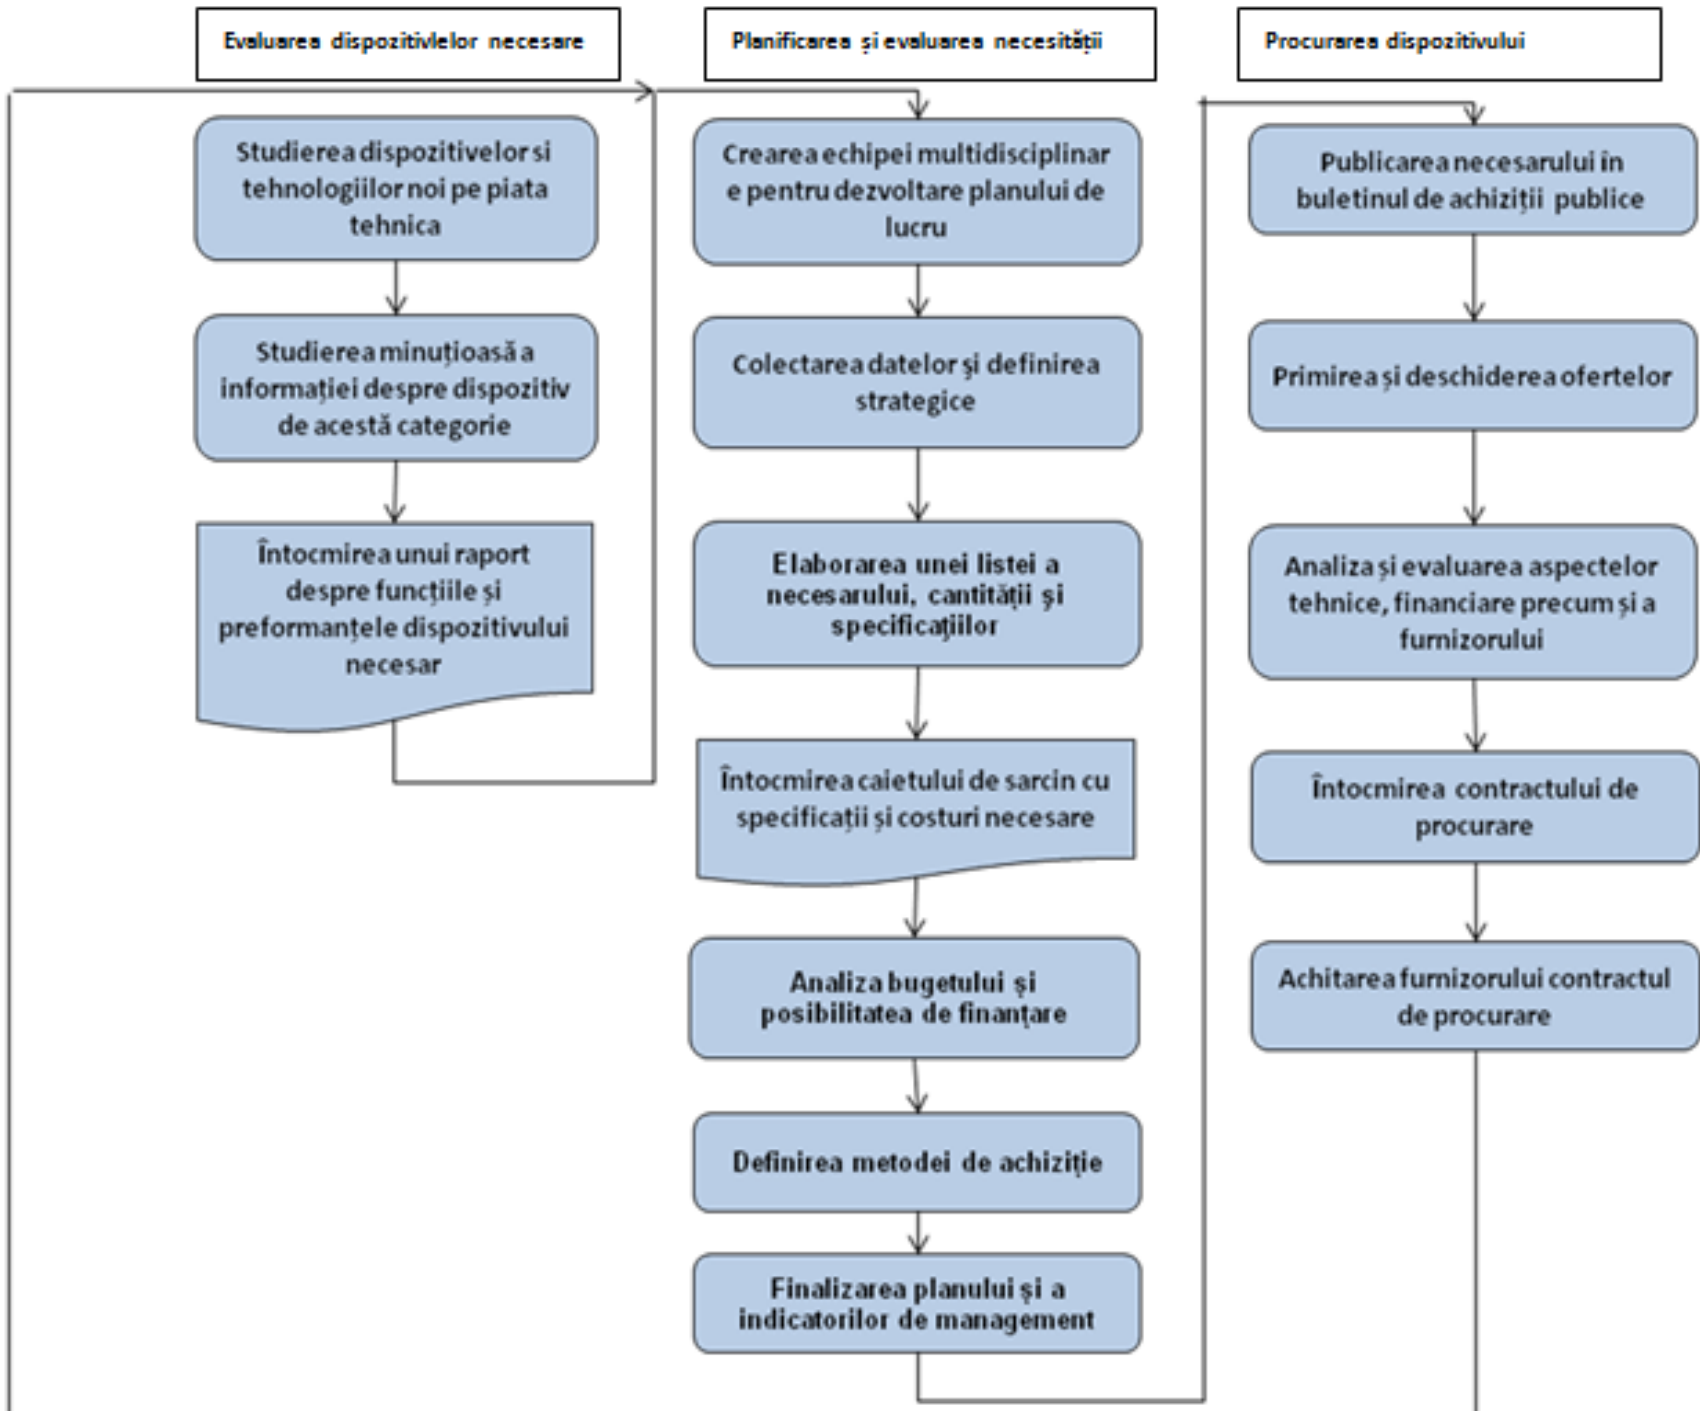 Evaluarea dispozitivlelor necesare
Studierea dispozitivelor si
tehnologiilor noi pe piata
tehnica
Studierea minuțioasă a
informației despre dispozitiv
de acestă categorie
Întocmirea unui raport
despre funcțiile și
preformanțele dispozitivului
necesar
Planificarea și evaluarea necesității
Crearea echipei multidisciplinar
e pentru dezvoltare planului de
lucru
Colectarea datelor și definirea
strategice
Elaborarea unei listei a
necesarului, cantității și
specificațiilor
Întocmirea caietului de sarcin cu
specificații și costuri necesare
Analiza bugetului și
posibilitatea de finanțare
Definirea metodei de achiziție
Finalizarea planului și a
indicatorilor de management
Procurarea dispozitivului
Publicarea necesarului în
buletinul de achiziții publice
Primirea și deschiderea ofertelor
Analiza și evaluarea aspectelor
tehnice, financiare precum și a
furnizorului
Întocmirea contractului de
procurare
Achitarea furnizorului contractul
de procurare